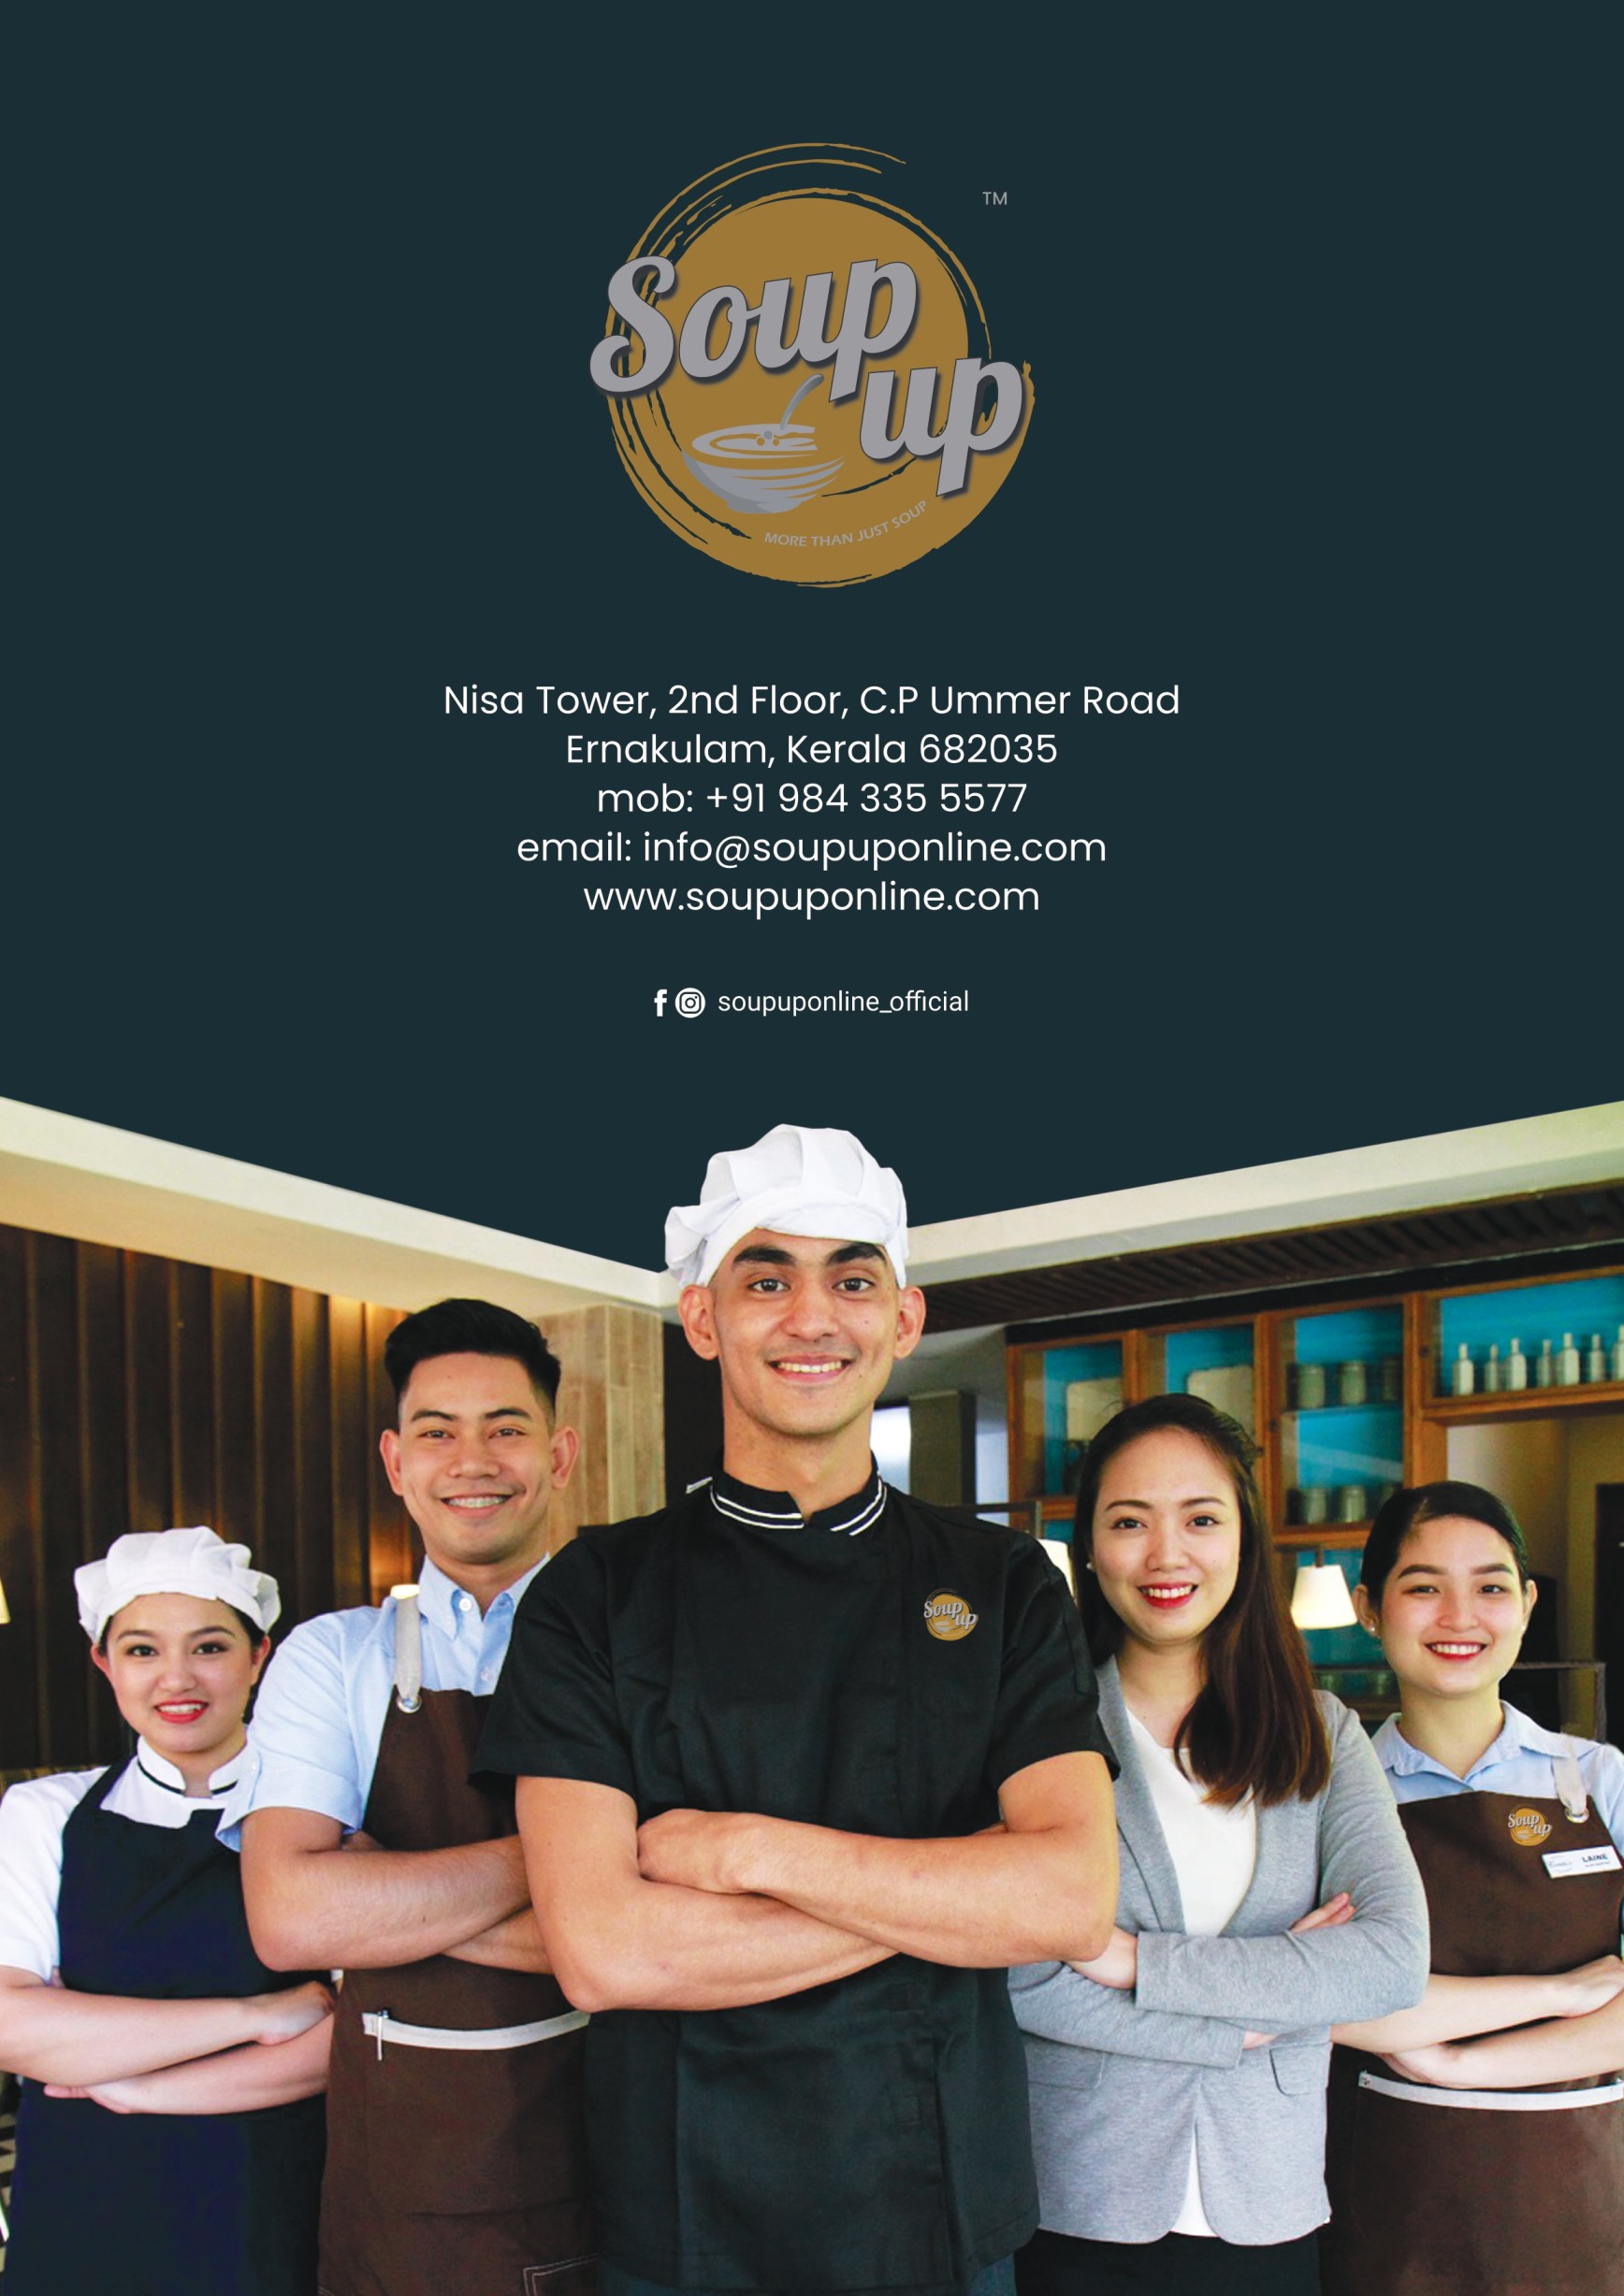 TM
Soup
up
MORE THAN JUST SOUP
Nisa Tower, 2nd Floor, C.P Ummer Road
Ernakulam, Kerala 682035
mob: +91 984 335 5577
email: info@soupuponline.com
www.soupuponline.com
soupuponline_official
Soup
up
Soup
up
LAINE